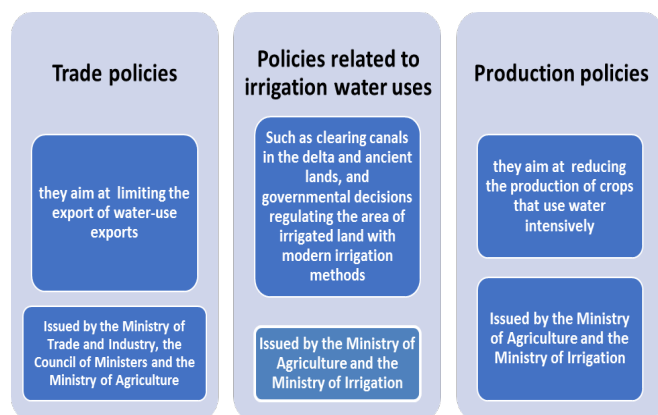 Trade policies
they aim at limiting the
export of water-use
exports
Issued by the Ministry of
Trade and Industry, the
Council of Ministers and the
Ministry of Agriculture
Policies related to
irrigation water uses
Such as clearing canals
in the delta and ancient
lands, and
governmental decisions
regulating the area of
irrigated land with
modern irrigation
methods
Issued by the Ministry of
Agriculture and the
Ministry of Irrigation
Production policies
they aim at reducing
the production of crops
that use water
intensively
Issued by the Ministry
of Agriculture and the
Ministry of Irrigation